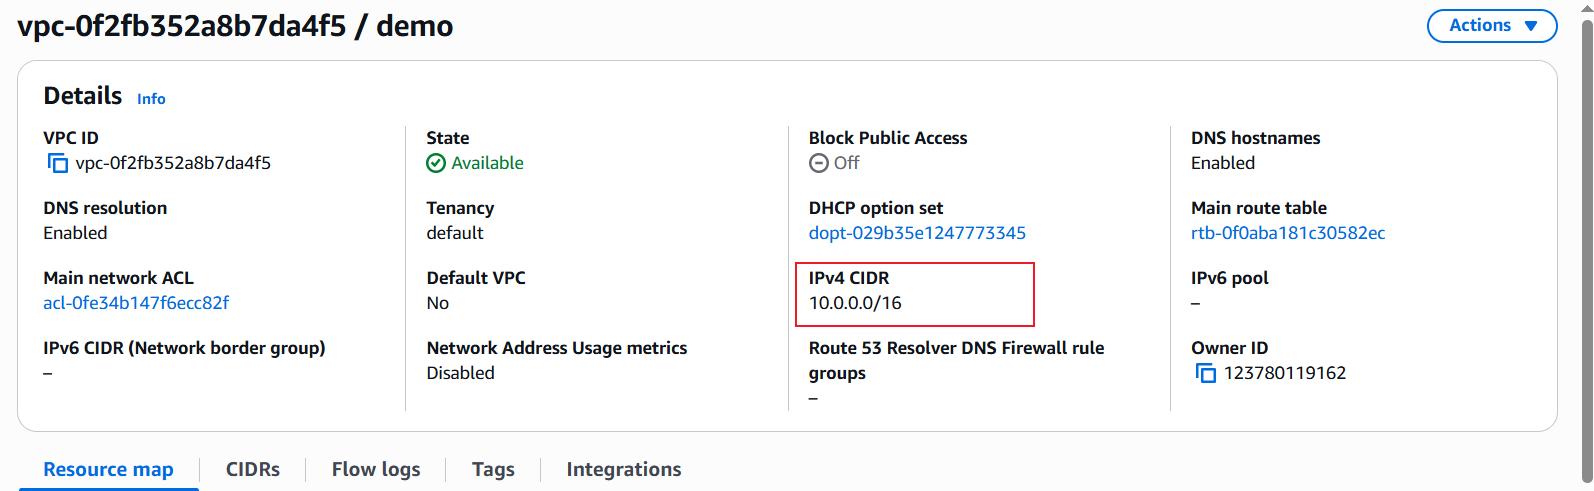 vpc-0f2fb352a8b7da4f5 / demo
Actions
Details Info
VPC ID
vpc-0f2fb352a8b7da4f5
State
Available
Block Public Access
Off
DNS hostnames
Enabled
DNS resolution
Enabled
Tenancy
default
DHCP option set
dopt-029b35e1247773345
Main route table
rtb-0f0aba181c30582ec
Main network ACL
acl-0fe34b147f6ecc82f
Default VPC
No
IPv4 CIDR
10.0.0.0/16
IPv6 pool
–
IPv6 CIDR (Network border group)
–
Network Address Usage metrics
Disabled
Route 53 Resolver DNS Firewall rule
groups
–
Owner ID
123780119162
Resource map
CIDRs
Flow logs
Tags
Integrations